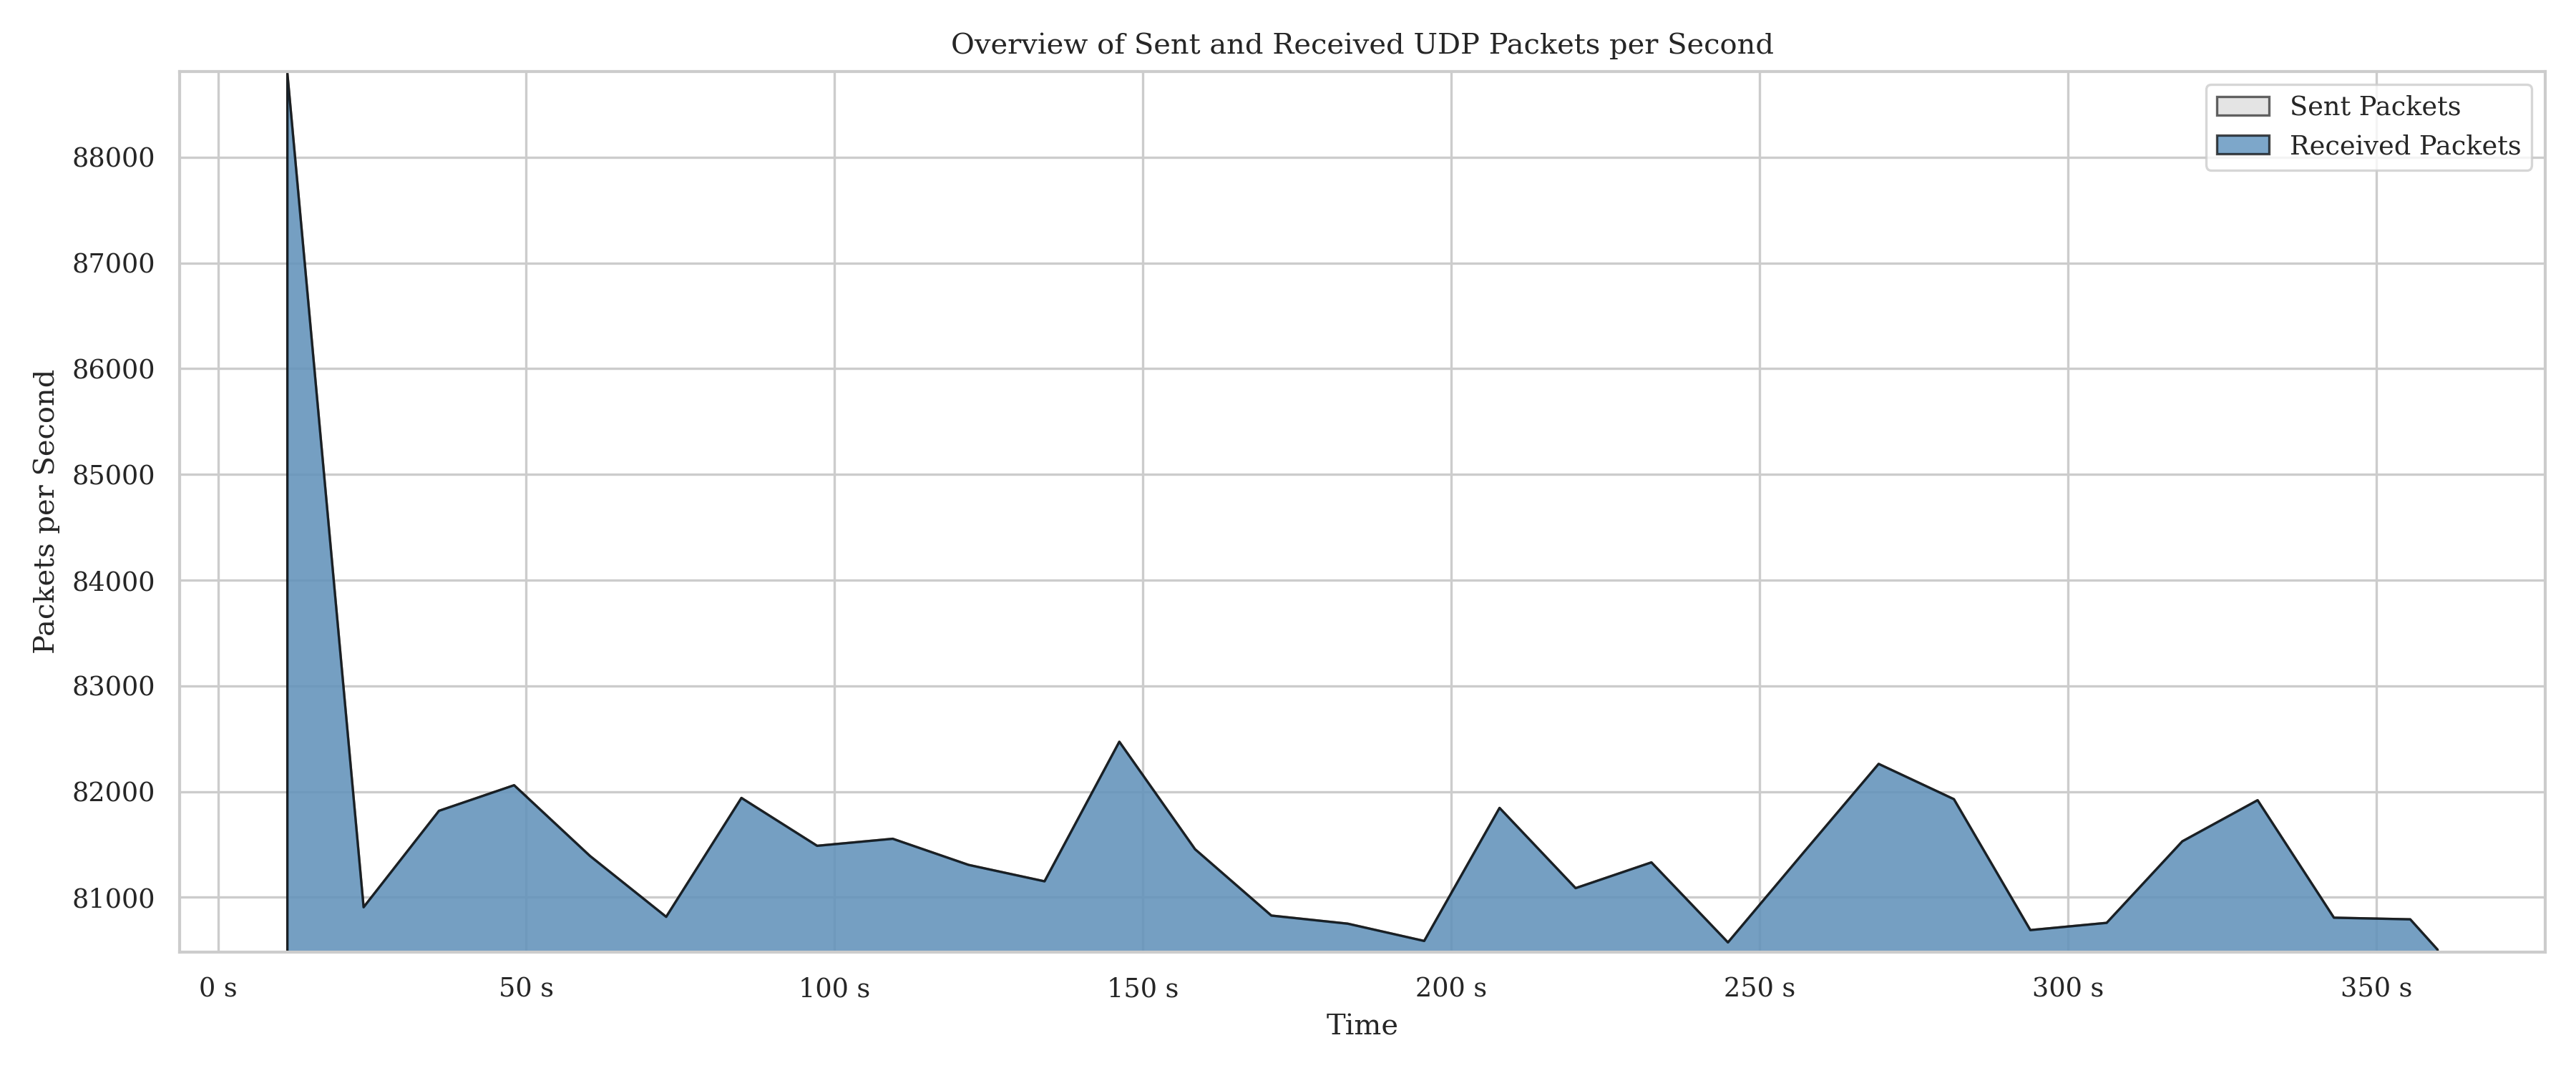 Overview of Sent and Received UDP Packets per Second
Sent Packets
Received Packets
Packets per Second
88000
87000
86000
85000
84000
83000
82000
81000
0 s 50 s 100 s 150 s 200 s 250 s 300 s 350 s
Time